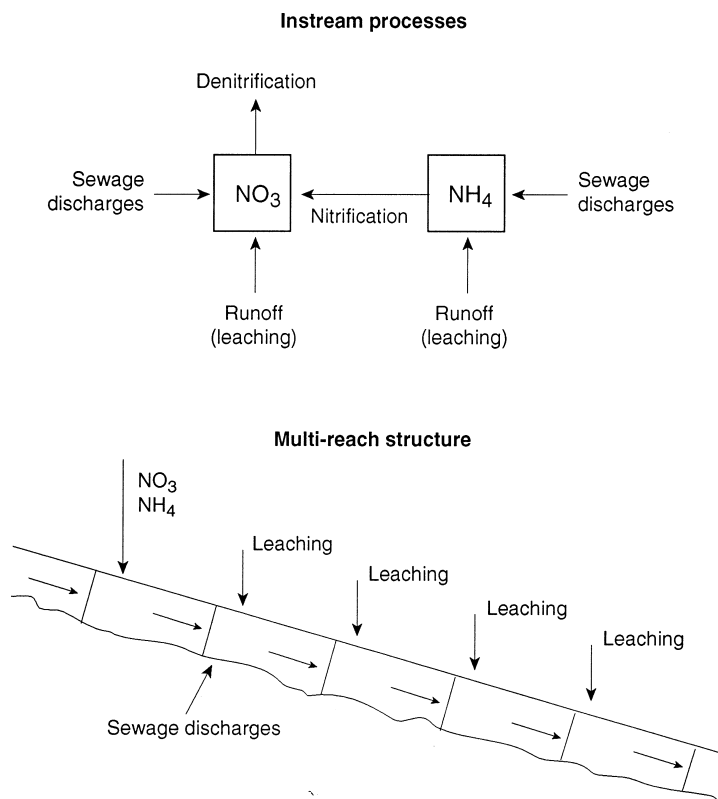 Instream processes
Denitrification
Sewage
discharges
NO3
Nitrification
NH4
Sewage
discharges
Runoff
(leaching)
Runoff
(leaching)
Multi-reach structure
NO3
NH4
Leaching
Leaching
Leaching
Leaching
Sewage discharges